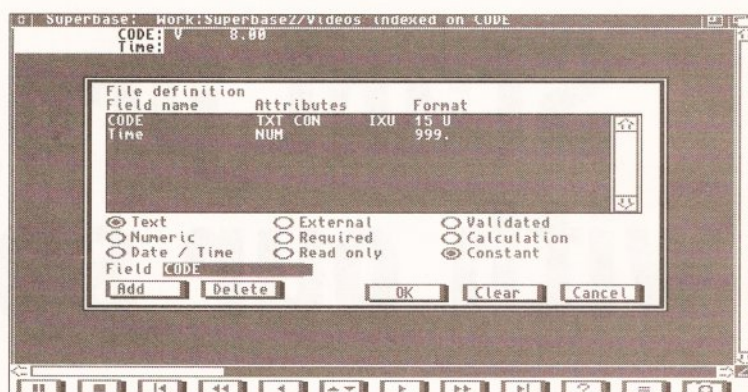 Superbase: Work:Superbase2/Videos indexed on CODE
CODE: V 8.00
Time:
File definition
Field name Attributes Format
CODE TXT CON IXU 15 U
Time NUM 999.
Text External Validated
Numeric Required Calculation
Date / Time Read only Constant
Field CODE
Add Delete OK Clear Cancel
?